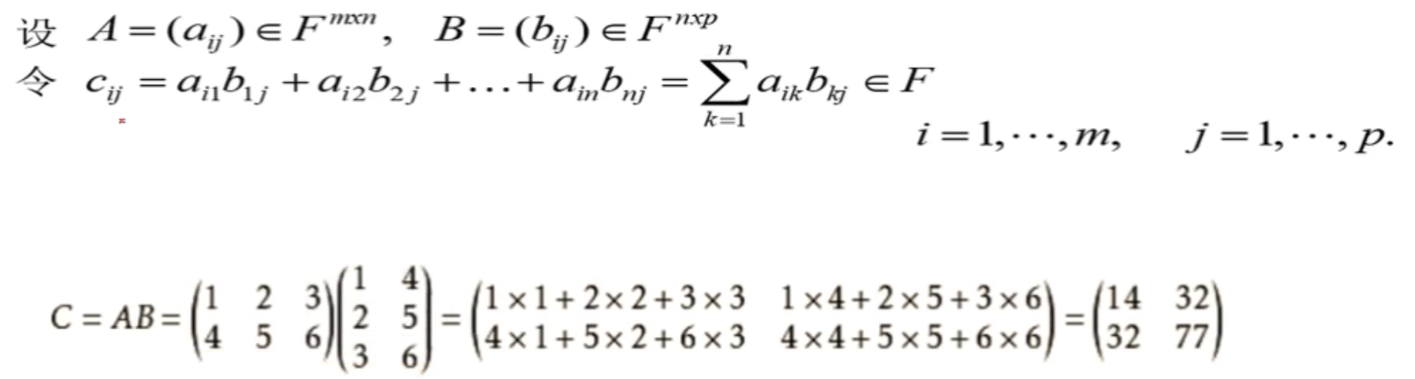 设 A = (a_{ij}) ∈ F^{m×n}, B = (b_{ij}) ∈ F^{n×p}
令 c_{ij} = a_{i1}b_{1j} + a_{i2}b_{2j} + … + a_{in}b_{nj} = \sum_{k=1}^{n} a_{ik}b_{kj} ∈ F
i = 1, ⋯, m, j = 1, ⋯, p.
C = AB = \begin{pmatrix} 1 & 2 & 3 \\ 4 & 5 & 6 \end{pmatrix} \begin{pmatrix} 1 & 4 \\ 2 & 5 \\ 3 & 6 \end{pmatrix} = \begin{pmatrix} 1×1+2×2+3×3 & 1×4+2×5+3×6 \\ 4×1+5×2+6×3 & 4×4+5×5+6×6 \end{pmatrix} = \begin{pmatrix} 14 & 32 \\ 32 & 77 \end{pmatrix}